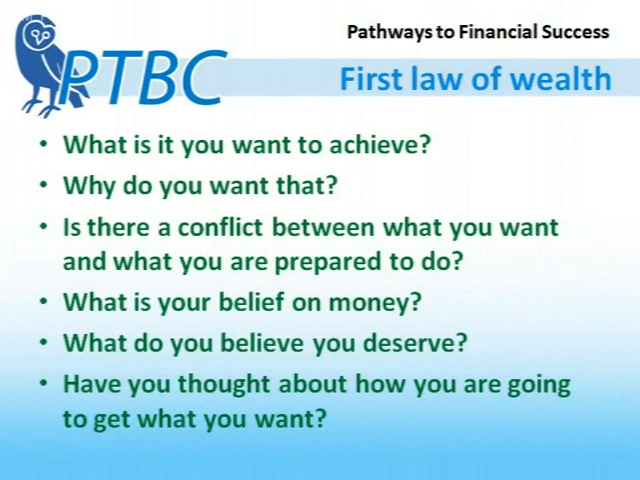 Pathways to Financial Success
PTBC
First law of wealth
• What is it you want to achieve?
• Why do you want that?
• Is there a conflict between what you want
and what you are prepared to do?
• What is your belief on money?
• What do you believe you deserve?
• Have you thought about how you are going
to get what you want?